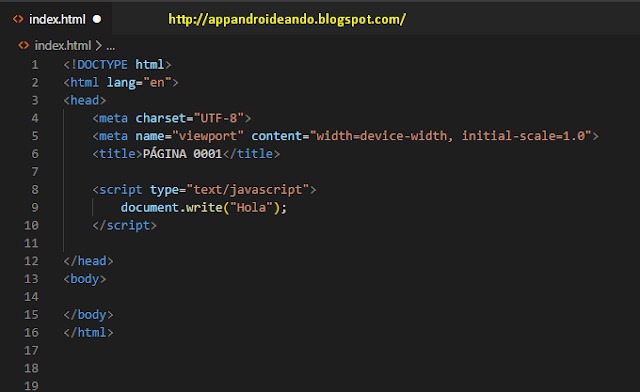 index.html
http://appandroideando.blogspot.com/
index.html > ...
1 <!DOCTYPE html>
2 <html lang="en">
3 <head>
4     <meta charset="UTF-8">
5     <meta name="viewport" content="width=device-width, initial-scale=1.0">
6     <title>PÁGINA 0001</title>
7
8     <script type="text/javascript">
9         document.write("Hola");
10     </script>
11
12 </head>
13 <body>
14
15 </body>
16 </html>
17
18
19